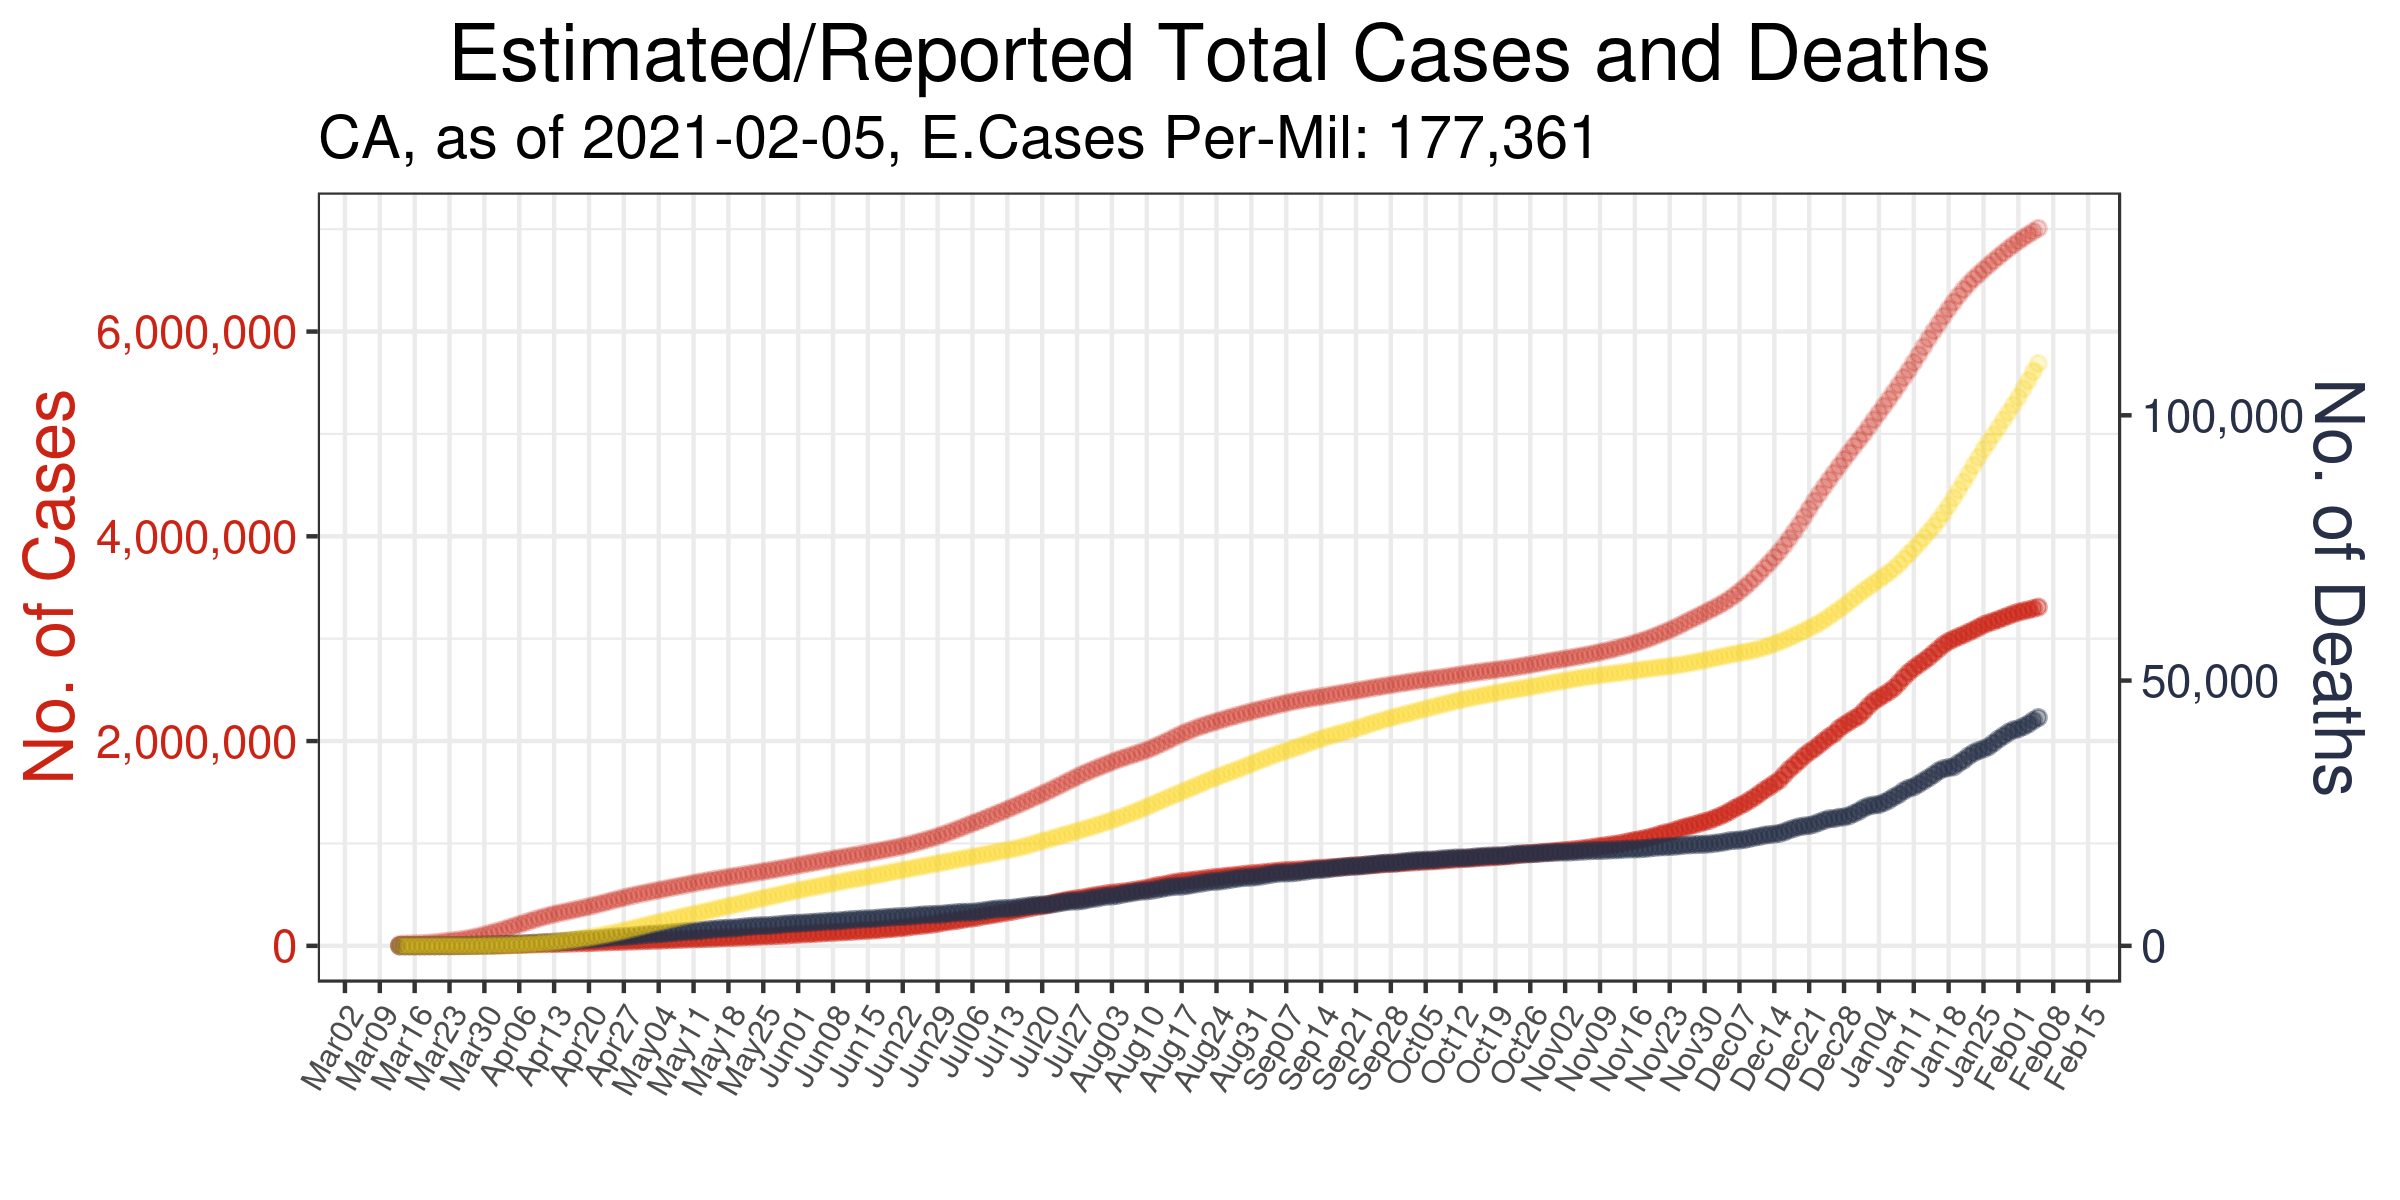 Estimated/Reported Total Cases and Deaths
CA, as of 2021-02-05, E.Cases Per-Mil: 177,361
No. of Cases
6,000,000
4,000,000
2,000,000
0
100,000
50,000
0
No. of Deaths
Mar02
Mar09
Mar16
Mar23
Mar30
Apr06
Apr13
Apr20
Apr27
May04
May11
May18
May25
Jun01
Jun08
Jun15
Jun22
Jun29
Jul06
Jul13
Jul20
Jul27
Aug03
Aug10
Aug17
Aug24
Aug31
Sep07
Sep14
Sep21
Sep28
Oct05
Oct12
Oct19
Oct26
Nov02
Nov09
Nov16
Nov23
Nov30
Dec07
Dec14
Dec21
Dec28
Jan04
Jan11
Jan18
Jan25
Feb01
Feb08
Feb15